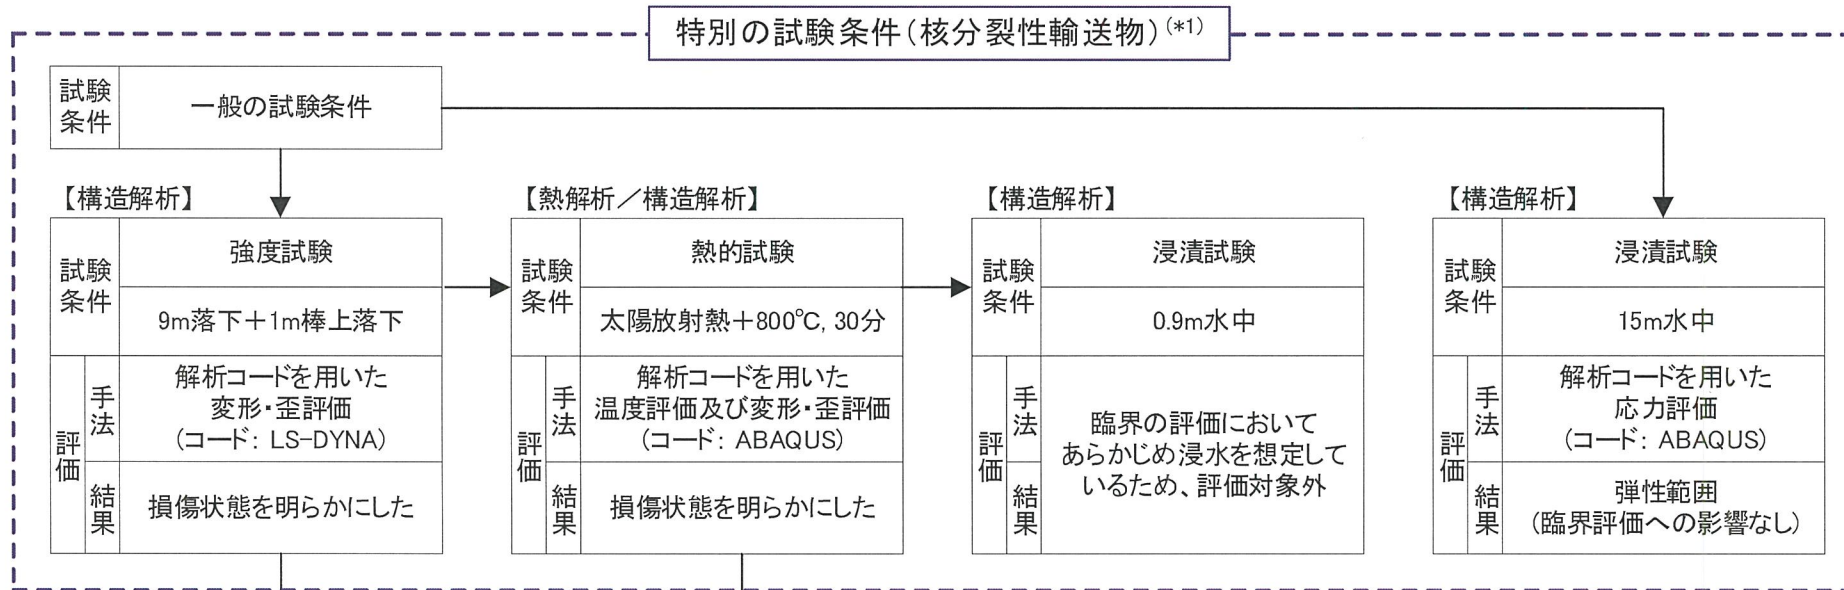 特別の試験条件(核分裂性輸送物)(*1)
試験
条件
一般の試験条件
【構造解析】
試験
条件
強度試験
9m落下+1m棒上落下
評価
手法
解析コードを用いた
変形・歪評価
(コード: LS-DYNA)
結果
損傷状態を明らかにした
【熱解析/構造解析】
試験
条件
熱的試験
太陽放射熱+800℃, 30分
評価
手法
解析コードを用いた
温度評価及び変形・歪評価
(コード: ABAQUS)
結果
損傷状態を明らかにした
【構造解析】
試験
条件
浸漬試験
0.9m水中
評価
手法
結果
臨界の評価において
あらかじめ浸水を想定して
いるため、評価対象外
【構造解析】
試験
条件
浸漬試験
15m水中
評価
手法
解析コードを用いた
応力評価
(コード: ABAQUS)
結果
弾性範囲
(臨界評価への影響なし)